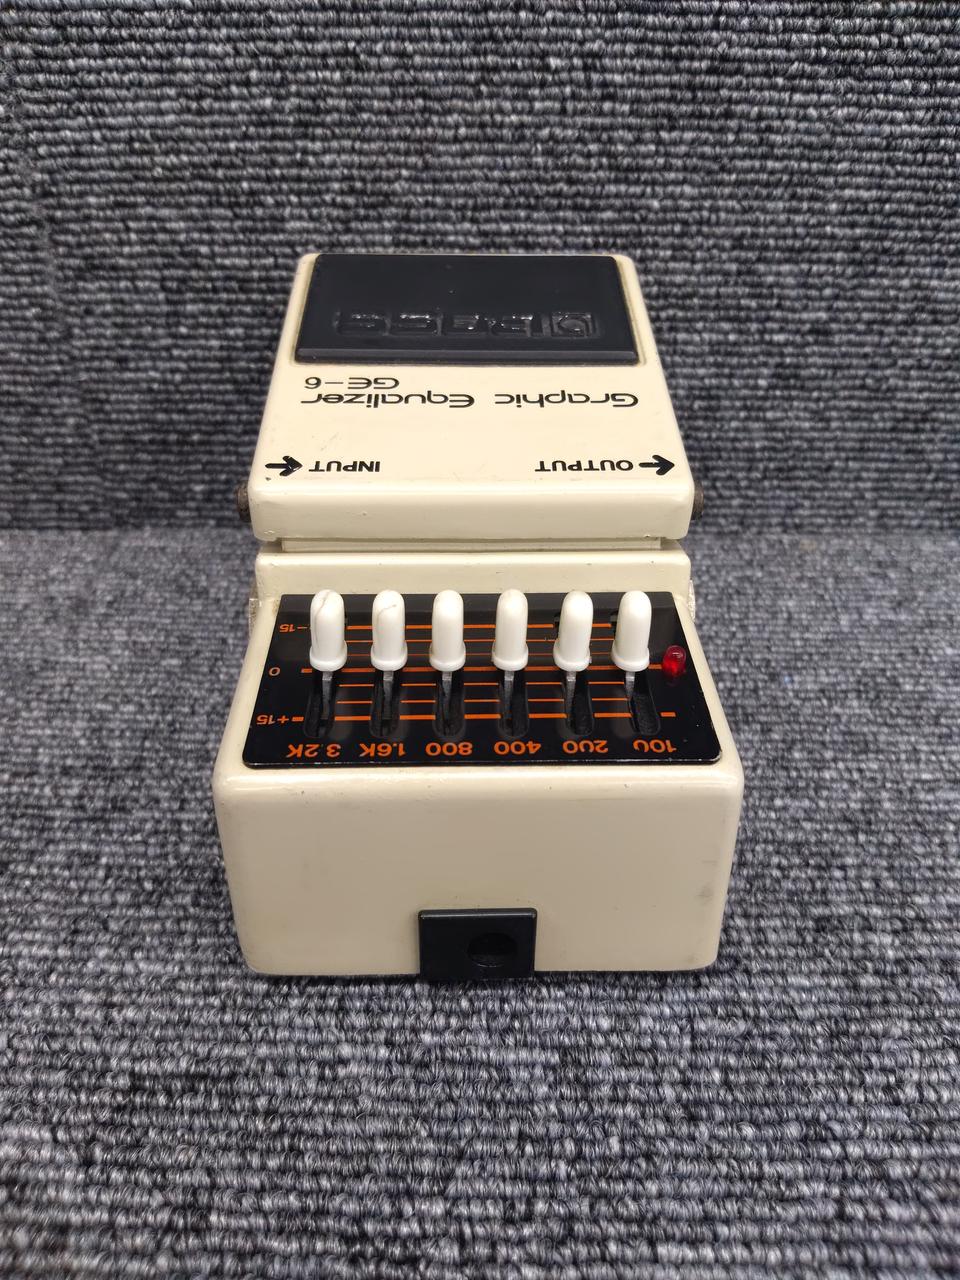 100 200 400 800 1.6K 3.2K
+15
0
-15
OUTPUT INPUT
Graphic Equalizer
GE-6
BOSS